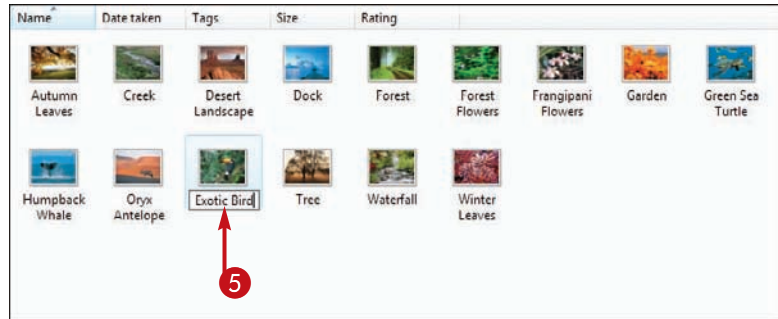 Name Date taken Tags Size Rating
Autumn Leaves
Creek
Desert Landscape
Dock
Forest
Forest Flowers
Frangipani Flowers
Garden
Green Sea Turtle
Humpback Whale
Oryx Antelope
Exotic Bird
Tree
Waterfall
Winter Leaves
5